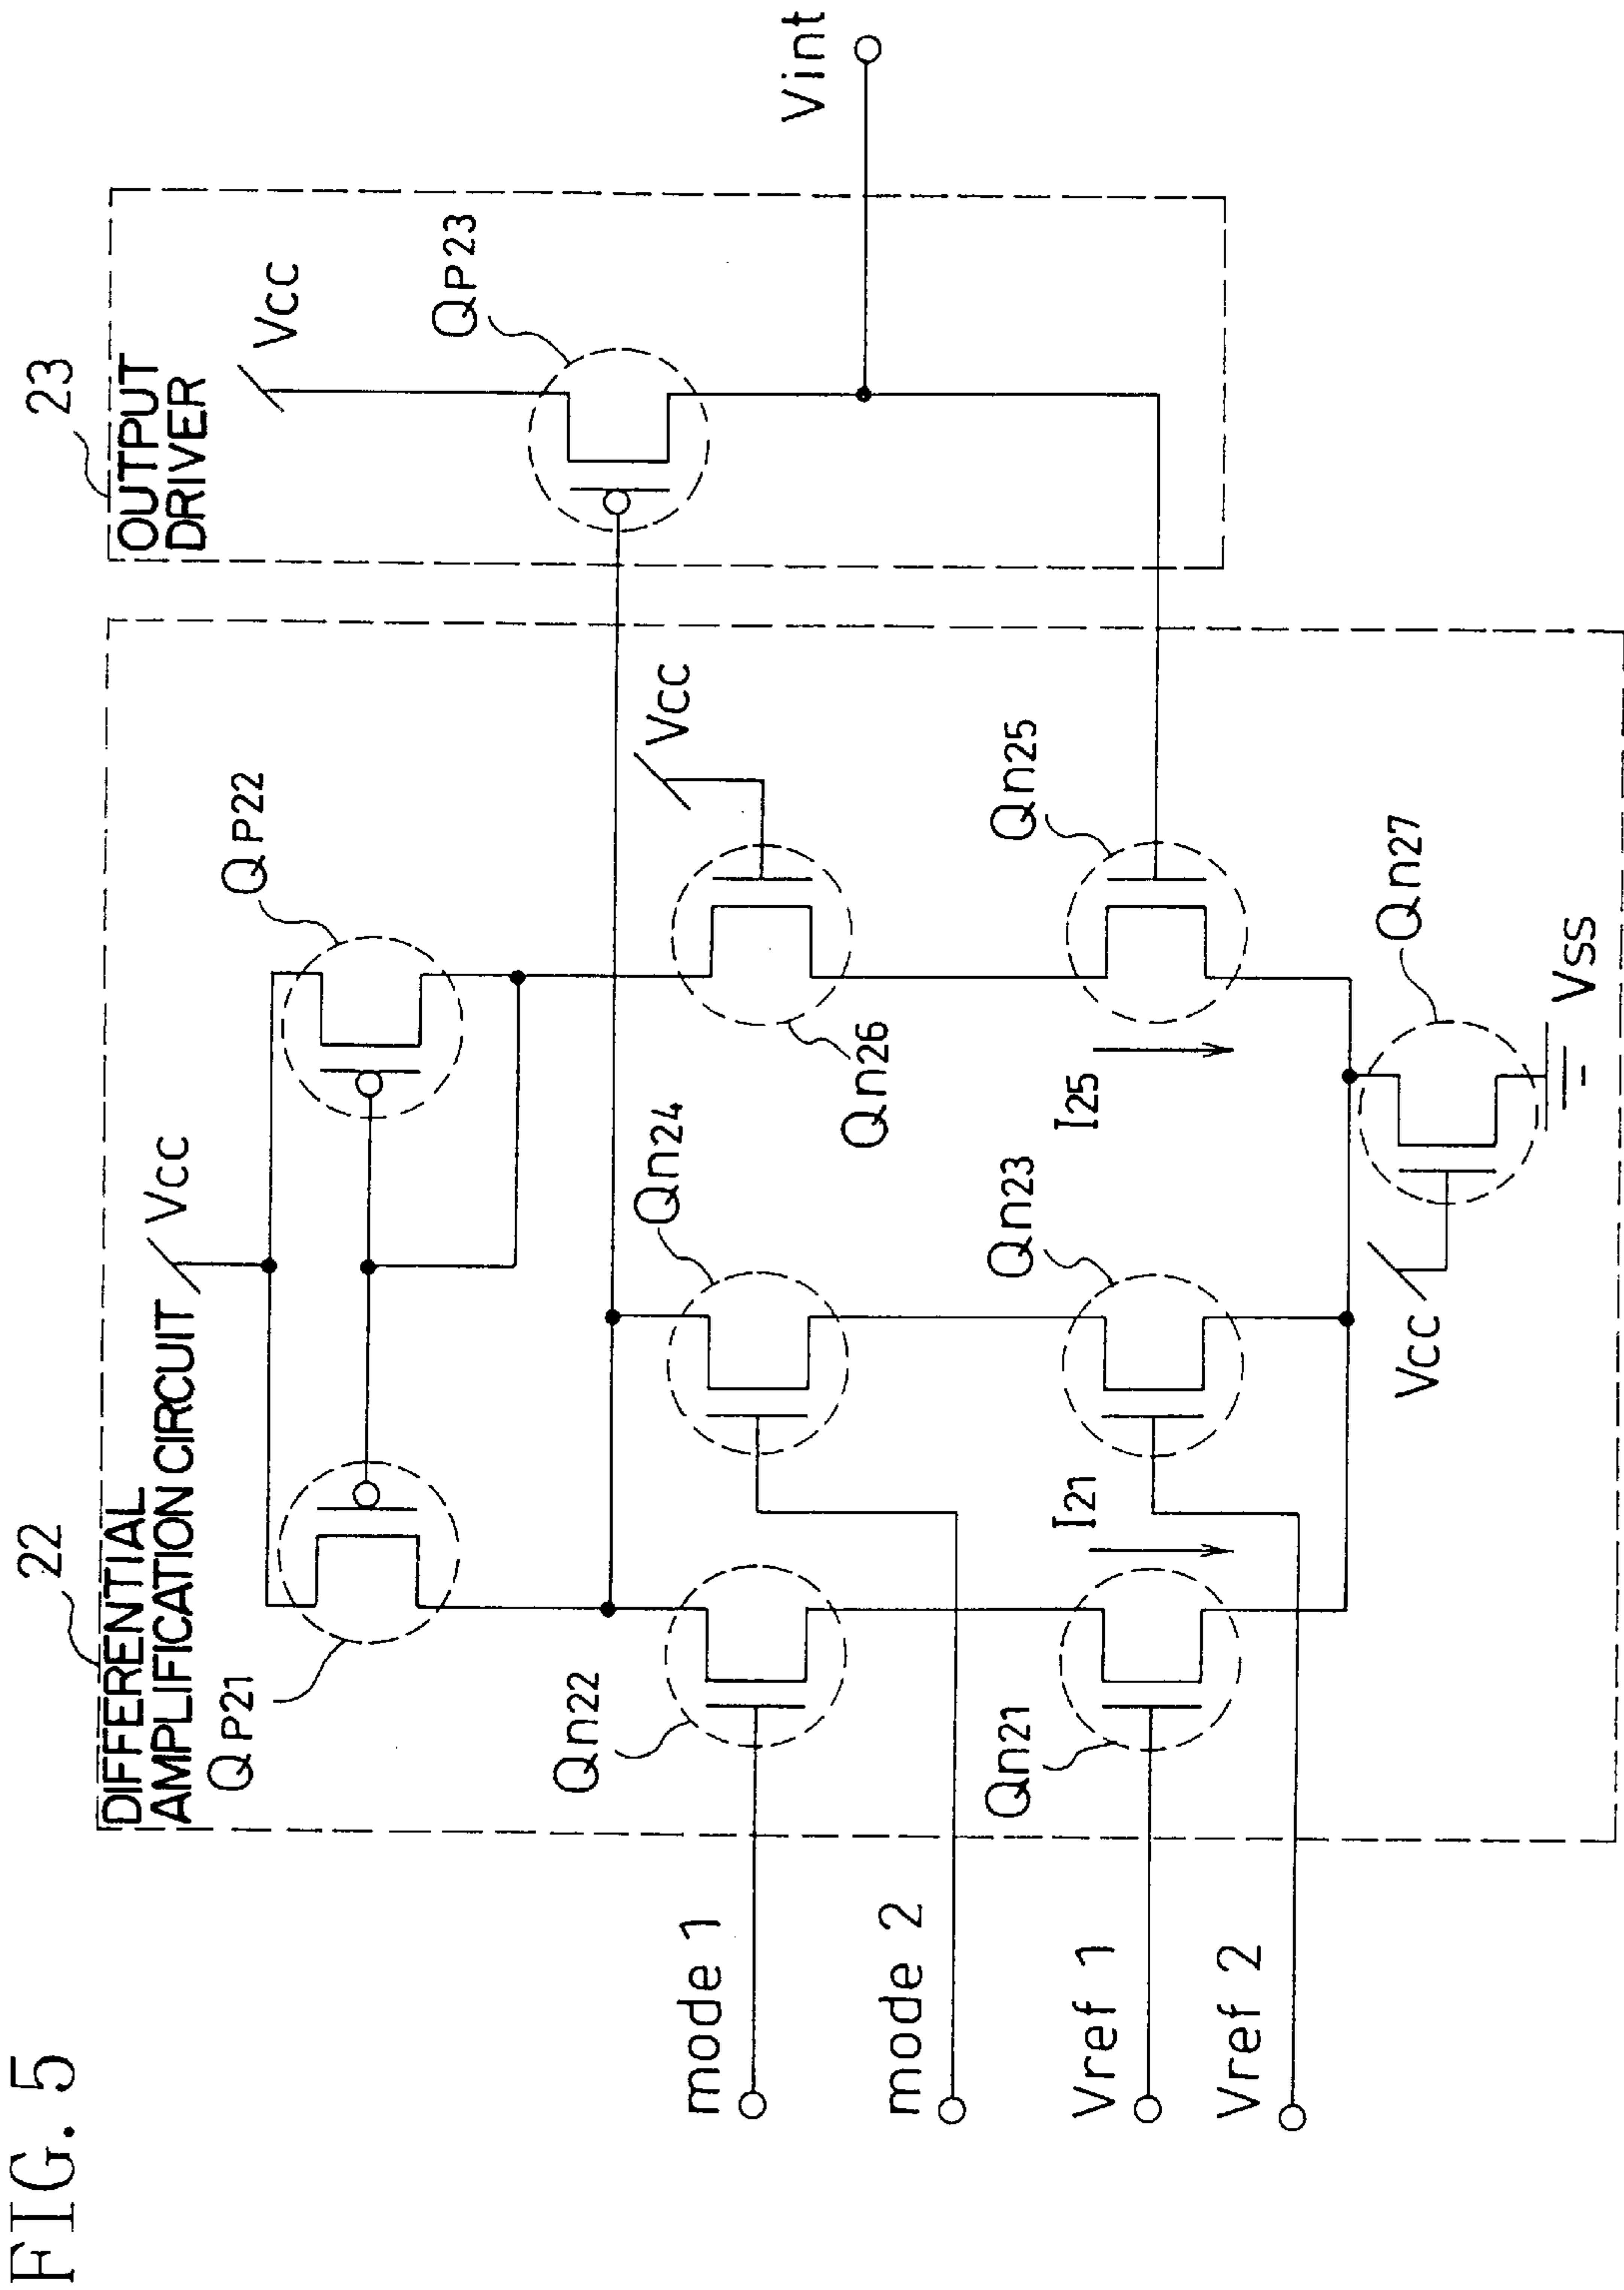 FIG. 5
22
DIFFERENTIAL
AMPLIFICATION CIRCUIT
Vcc
QP21
QP22
23
OUTPUT
DRIVER
Vcc
QP23
Vint
mode 1
mode 2
Vref 1
Vref 2
Qn22
Qn24
Qn26
Vcc
Qn21
I21
Qn23
I25
Qn25
Vcc
Qn27
Vss